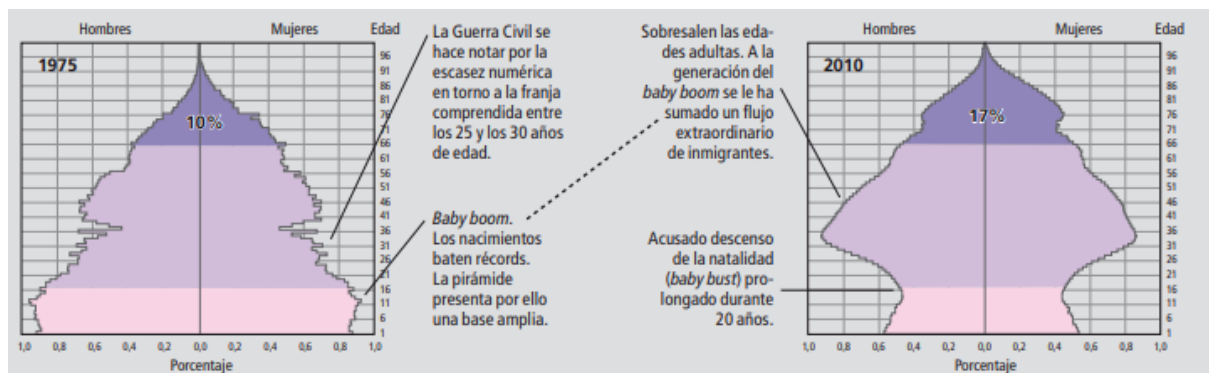 Hombres Mujeres Edad
1975
96
91
86
81
76
71
66
61
56
51
46
41
36
31
26
21
16
11
6
1
10%
1,0 0,8 0,6 0,4 0,2 0,0 0,2 0,4 0,6 0,8 1,0
Porcentaje
La Guerra Civil se
hace notar por la
escasez numérica
en torno a la franja
comprendida entre
los 25 y los 30 años
de edad.
Baby boom.
Los nacimientos
baten récords.
La pirámide
presenta por ello
una base amplia.
Sobresalen las eda-
des adultas. A la
generación del
baby boom se le ha
sumado un flujo
extraordinario
de inmigrantes.
Acusado descenso
de la natalidad
(baby bust) pro-
longado durante
20 años.
Hombres Mujeres Edad
2010
96
91
86
81
76
71
66
61
56
51
46
41
36
31
26
21
16
11
6
1
17%
1,0 0,8 0,6 0,4 0,2 0,0 0,2 0,4 0,6 0,8 1,0
Porcentaje